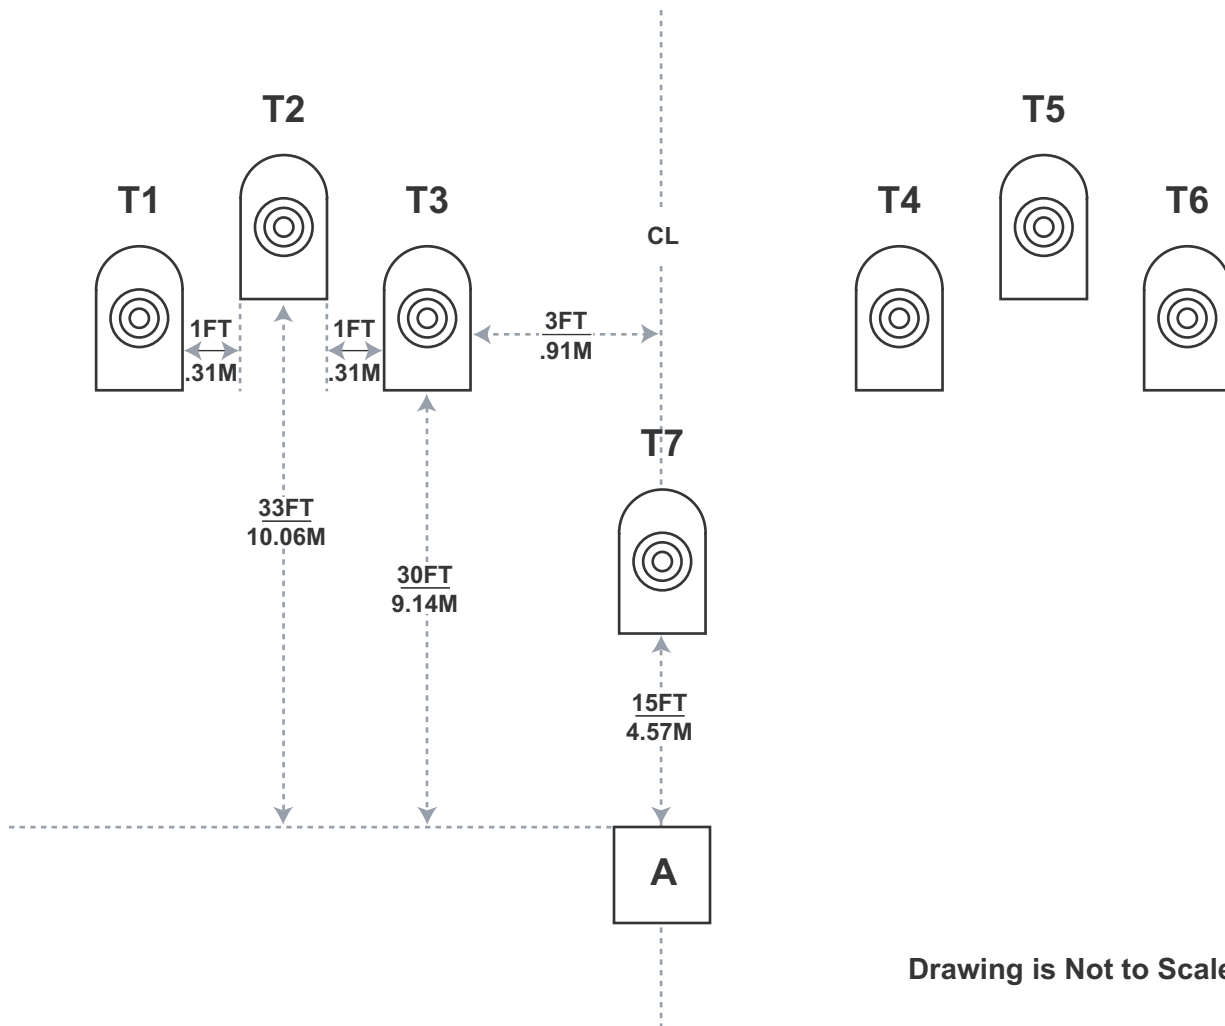 T2
T5
T1
T3
T4
T6
CL
1FT
.31M
1FT
.31M
3FT
.91M
T7
33FT
10.06M
30FT
9.14M
15FT
4.57M
A
Drawing is Not to Scale